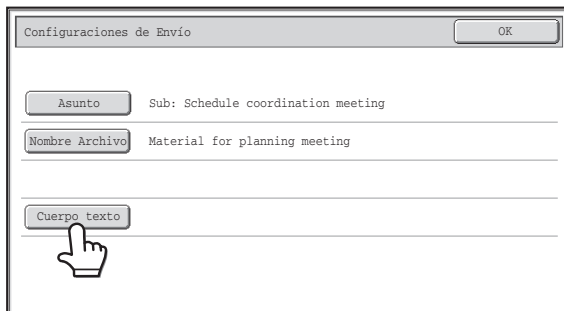 Configuraciones de Envío OK
Asunto Sub: Schedule coordination meeting
Nombre Archivo Material for planning meeting
Cuerpo texto